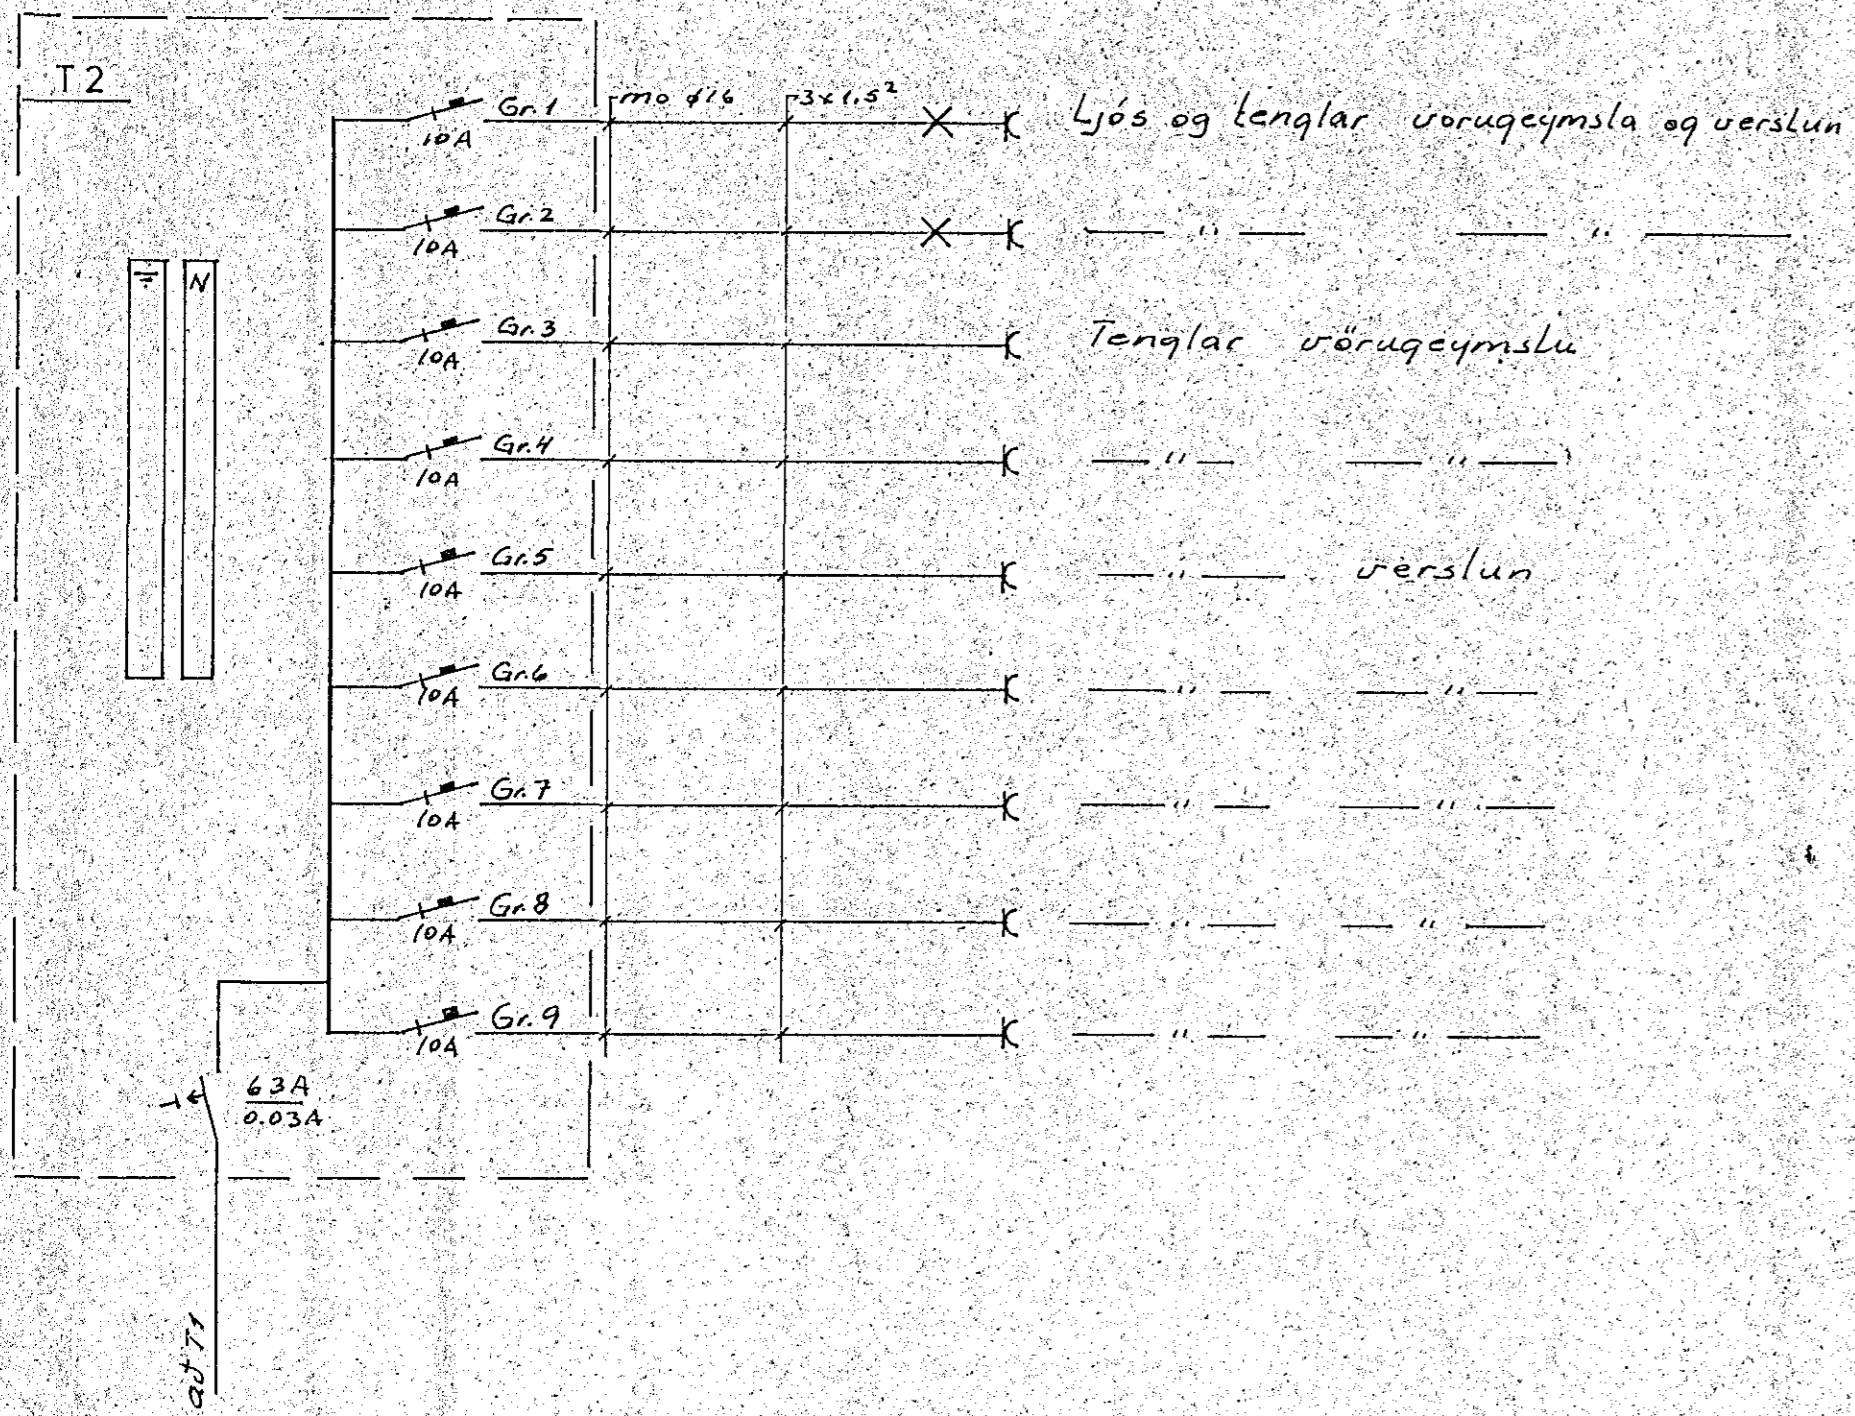 T2
Gr.1 mo ø16 3x1.5² Ljós og tenglar vörugeymsla og verslun
10A
Gr.2 — " — — " —
10A
N
Gr.3 Tenglar vörugeymslu
10A
Gr.4 — " — — " —
10A
Gr.5 — " — verslun
10A
Gr.6 — " — — " —
10A
Gr.7 — " — — " —
10A
Gr.8 — " — — " —
10A
Gr.9 — " — — " —
10A
63A
0.03A
að T1